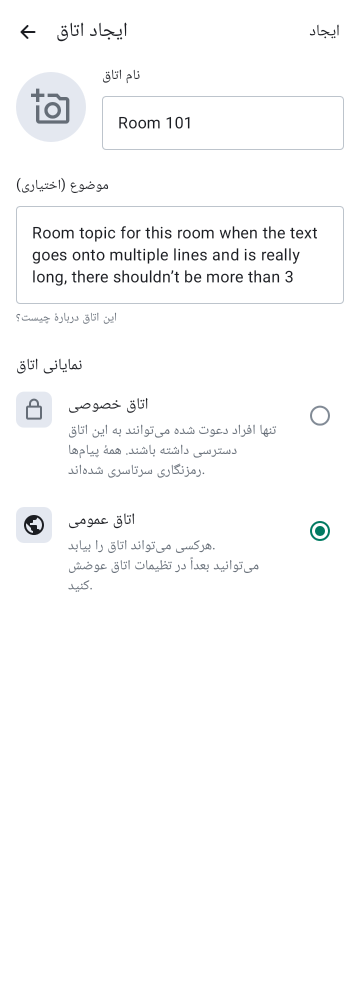 ایجاد اتاق
ایجاد
نام اتاق
Room 101
موضوع (اختیاری)
Room topic for this room when the text
goes onto multiple lines and is really
long, there shouldn’t be more than 3
این اتاق دربارهٔ چیست؟
نمایانی اتاق
اتاق خصوصی
تنها افراد دعوت شده می‌توانند به این اتاق
دسترسی داشته باشند. همهٔ پیام‌ها
رمزنگاری سرتاسری شده‌اند.
اتاق عمومی
هرکسی می‌تواند اتاق را بیابد.
می‌توانید بعداً در تظیمات اتاق عوضش
کنید.